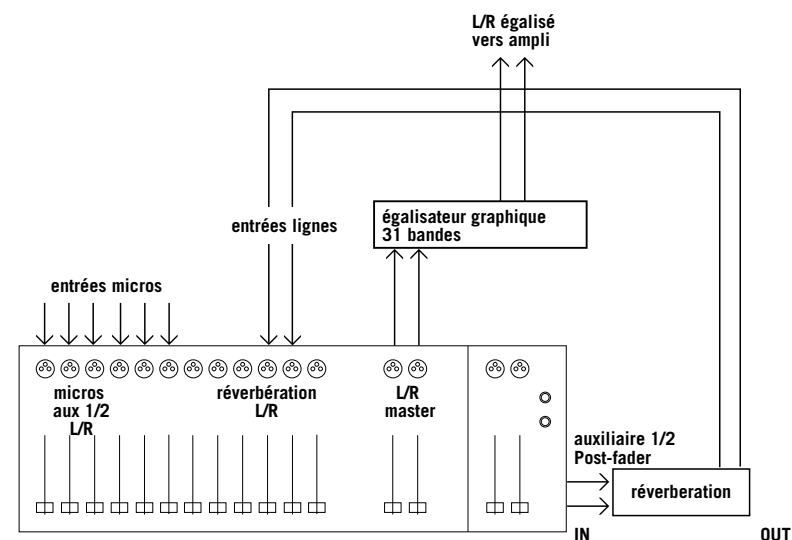 L/R égalisé
vers ampli
égalisateur graphique
31 bandes
entrées lignes
entrées micros
micros
aux 1/2
L/R
réverbération
L/R
L/R
master
auxiliaire 1/2
Post-fader
réverberation
IN
OUT